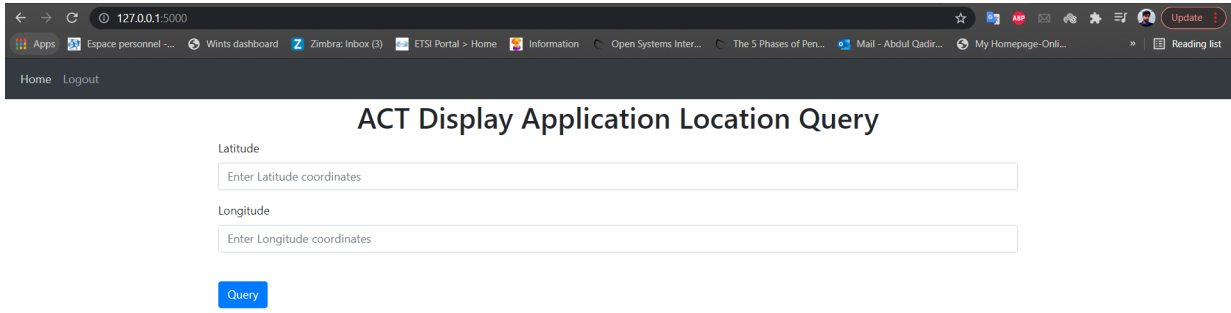 127.0.0.1:5000
ABP
Update
Apps Espace personnel -... Wints dashboard Z Zimbra: Inbox (3) ETSI Portal > Home Information Open Systems Inter... The 5 Phases of Pen... Mail - Abdul Qadir... My Homepage-Onli... » Reading list
Home Logout
ACT Display Application Location Query
Latitude
Enter Latitude coordinates
Longitude
Enter Longitude coordinates
Query